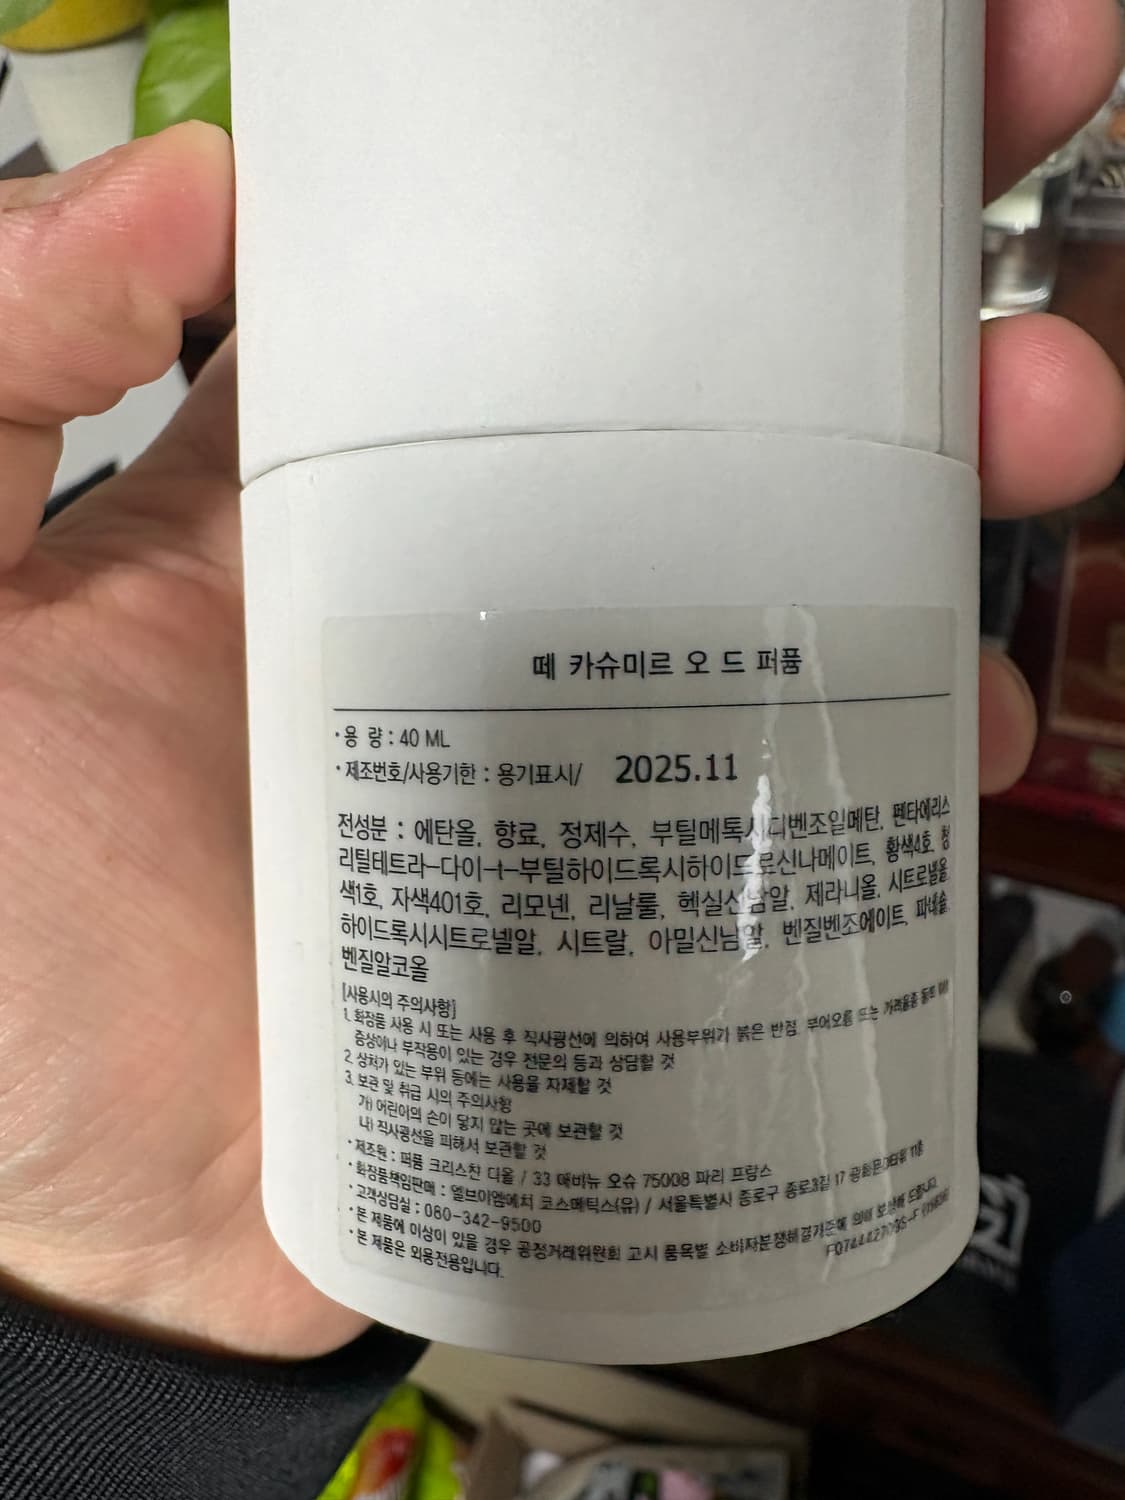 떼 카슈미르 오 드 퍼품
·용 량 : 40 ML
·제조번호/사용기한 : 용기표시/ 2025.11
전성분 : 에탄올, 향료, 정제수, 부틸메톡시디벤조일메탄, 펜타에리스
리틸테트라-다이-t-부틸하이드록시하이드로신나메이트, 황색4호, 청
색1호, 자색401호, 리모넨, 리날룰, 헥실신남알, 제라니올, 시트로넬올,
하이드록시시트로넬알, 시트랄, 아밀신남알, 벤질벤조에이트, 파네솔,
벤질알코올
[사용시의 주의사항]
1. 화장품 사용 시 또는 사용 후 직사광선에 의하여 사용부위가 붉은 반점, 부어오름 또는 가려움증 등의 이상
증상이나 부작용이 있는 경우 전문의 등과 상담할 것
2. 상처가 있는 부위 등에는 사용을 자제할 것
3. 보관 및 취급 시의 주의사항
가) 어린이의 손이 닿지 않는 곳에 보관할 것
나) 직사광선을 피해서 보관할 것
·제조원 : 퍼퓸 크리스챤 디올 / 33 애비뉴 오슈 75008 파리 프랑스
·화장품책임판매 : 엘브이엠에치 코스메틱스(유) / 서울특별시 종로구 종로3길 17 광화문D타워 11층
·고객상담실 : 080-342-9500
·본 제품에 이상이 있을 경우 공정거래위원회 고시 품목별 소비자분쟁해결기준에 의해 보상해 드립니다.
·본 제품은 외용전용입니다.